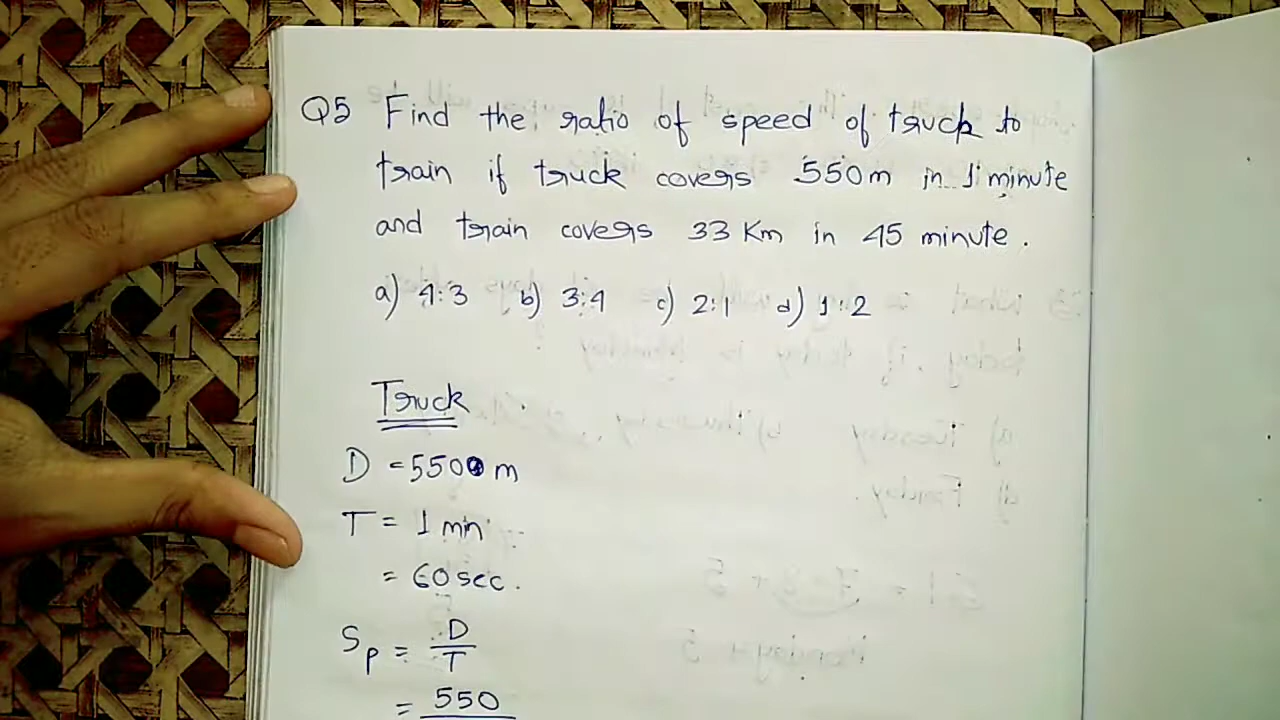 Q5 Find the ratio of speed of truck to
train if truck covers 550m in 1 minute
and train covers 33 Km in 45 minute.
a) 4:3 b) 3:4 c) 2:1 d) 1:2
Truck
D = 550 m
T = 1 min
= 60 sec.
Sp = D/T
= 550